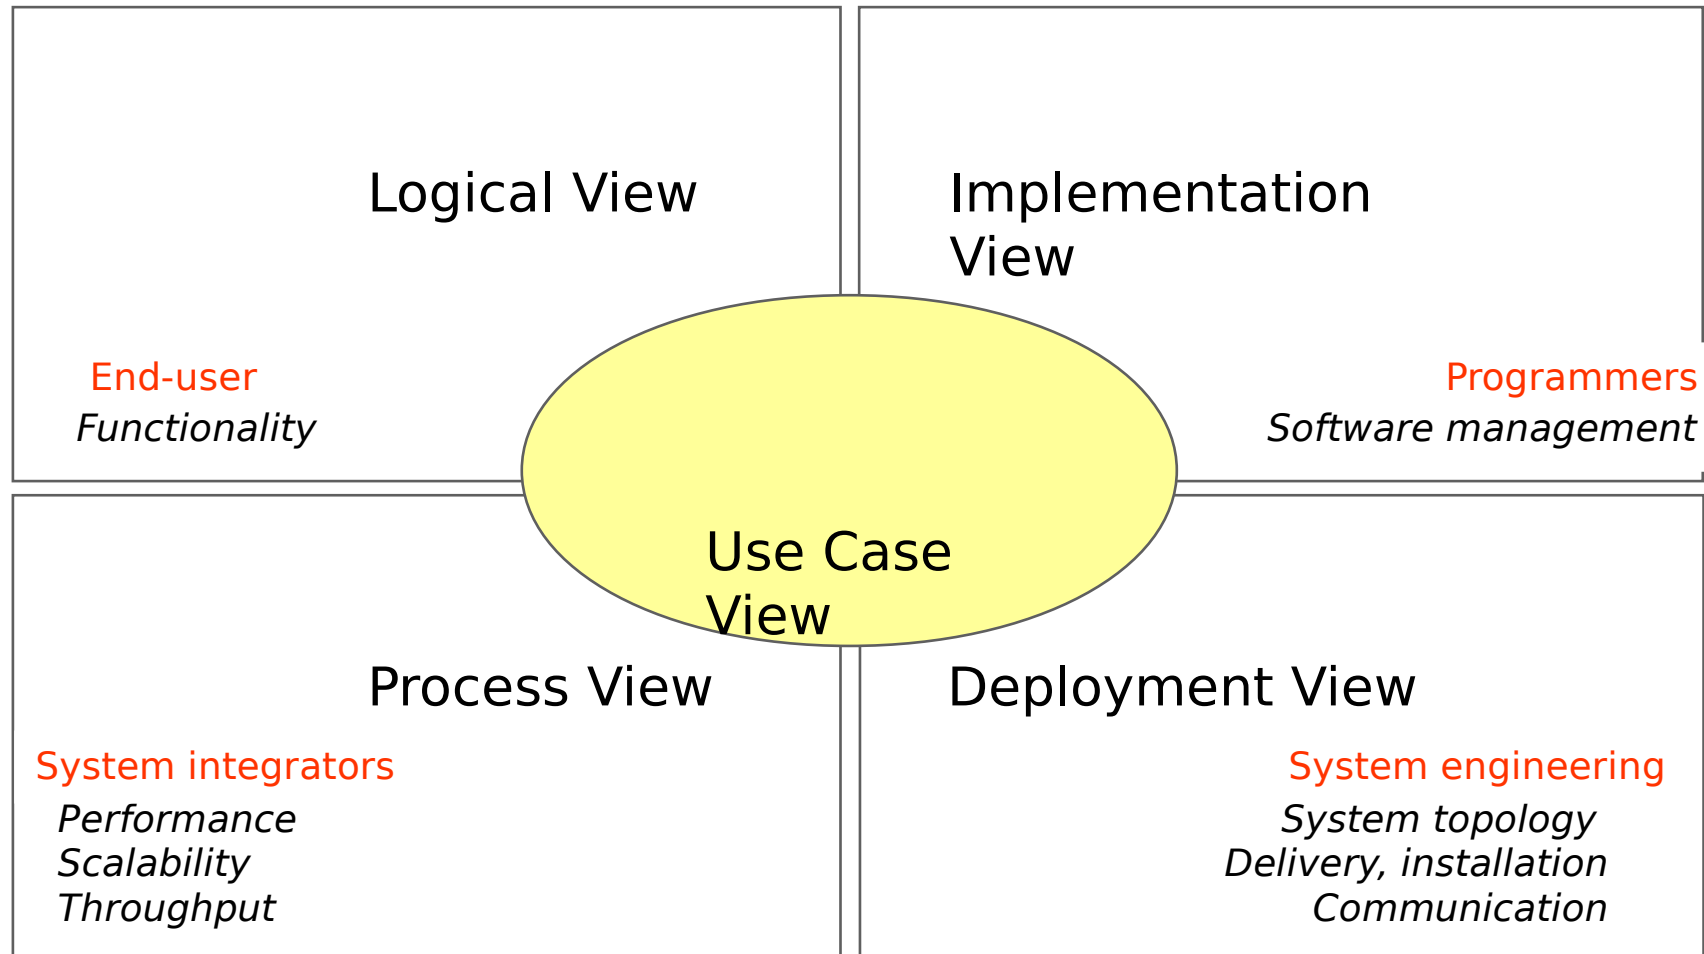 Logical View
Implementation
View
End-user
Functionality
Programmers
Software management
Use Case
View
Process View
Deployment View
System integrators
Performance
Scalability
Throughput
System engineering
System topology
Delivery, installation
Communication